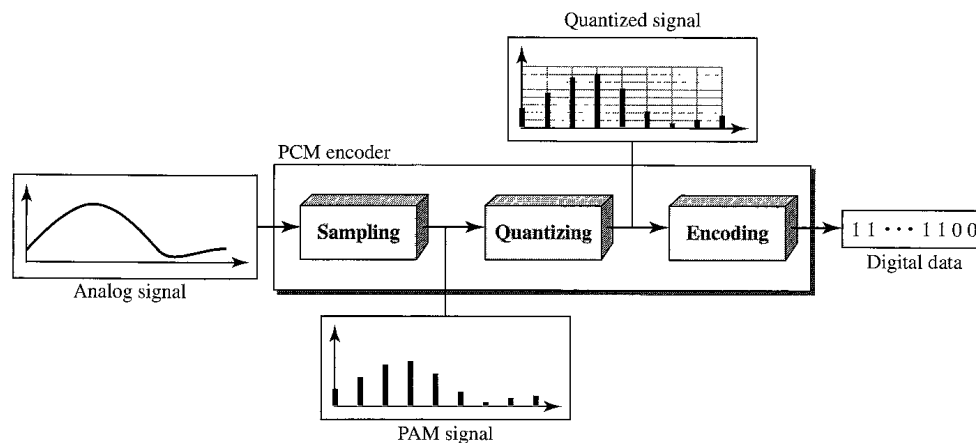 Quantized signal
PCM encoder
Sampling
Quantizing
Encoding
11 ··· 1100
Digital data
Analog signal
PAM signal